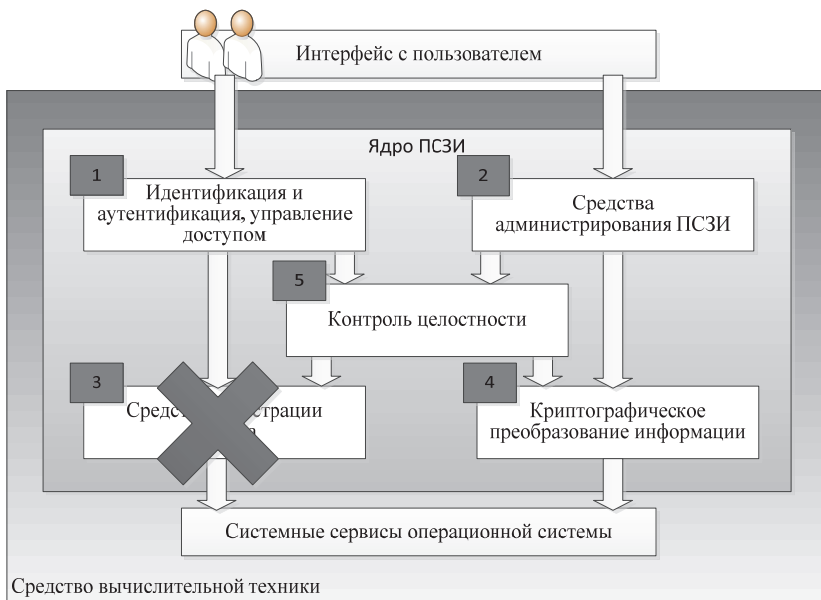 Интерфейс с пользователем
Ядро ПСЗИ
1
Идентификация и
аутентификация, управление
доступом
2
Средства
администрирования ПСЗИ
5
Контроль целостности
3
4
Криптографическое
преобразование информации
Системные сервисы операционной системы
Средство вычислительной техники